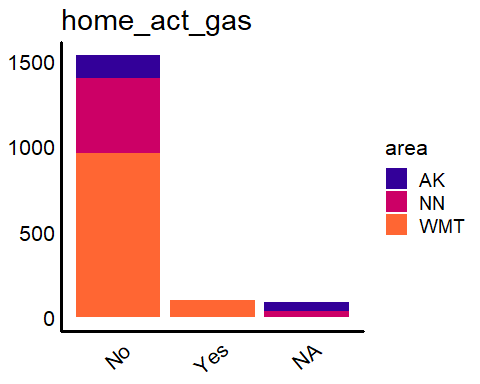 home_act_gas
1500
1000
500
0
No
Yes
NA
area
AK
NN
WMT